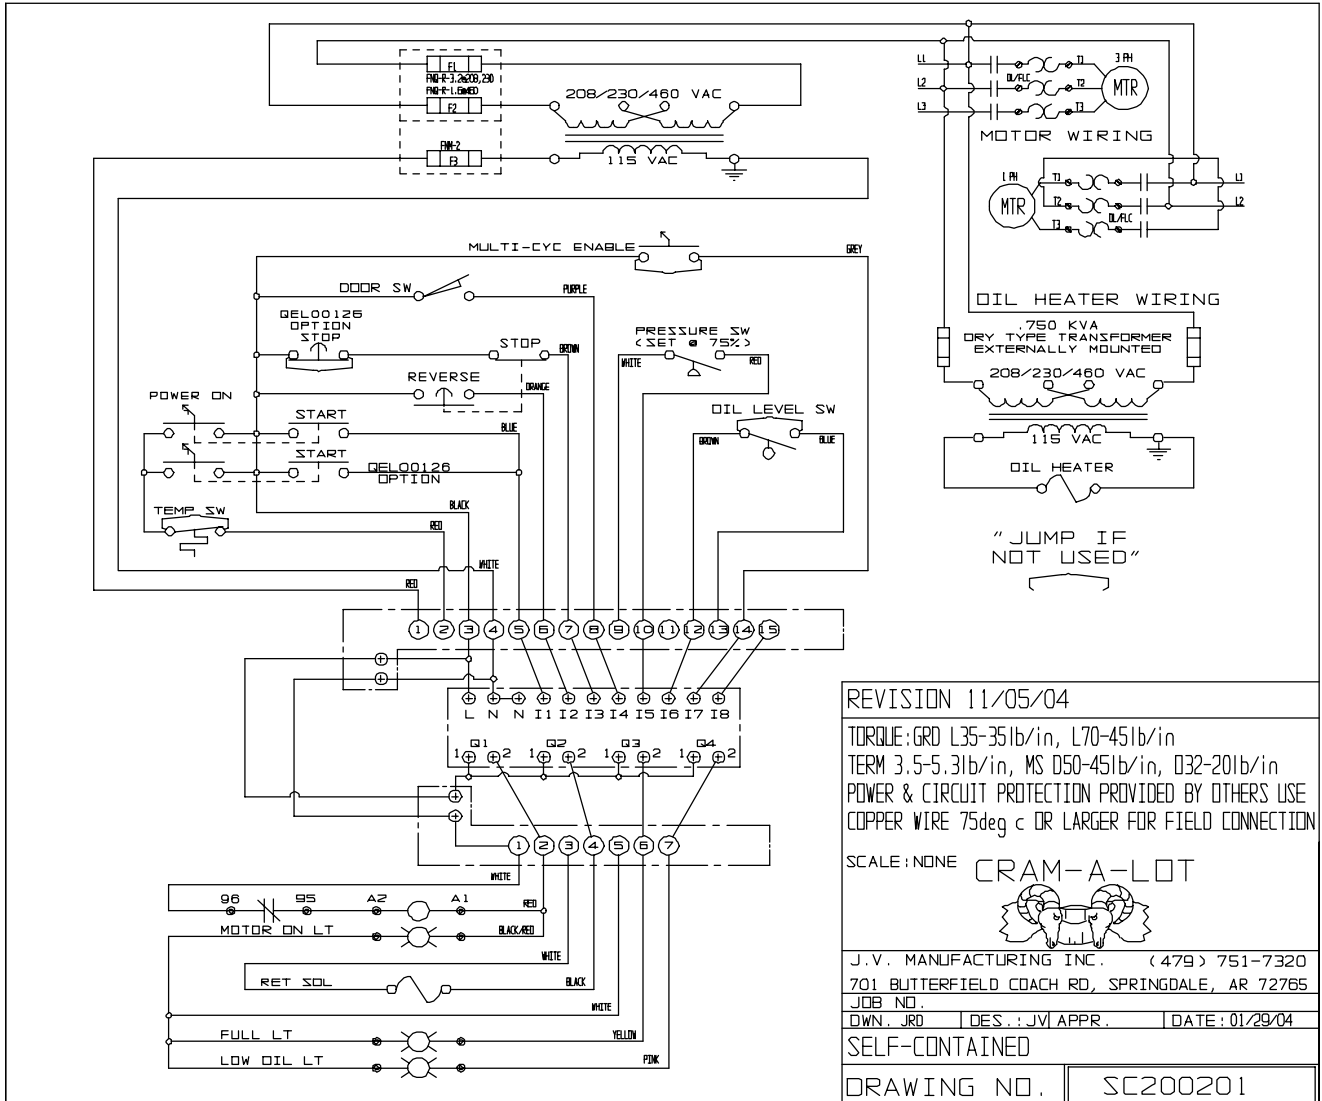 F1
FNQ-R-3.2@208,230
FNQ-R-1.6@460
F2
208/230/460 VAC
FNM-2
F3
115 VAC
L1
L2
L3
OL/FLC
T1
T2
T3
3 PH
MTR
MOTOR WIRING
1 PH
MTR
T1
T2
T3
OL/FLC
L1
L2
MULTI-CYC ENABLE
GREY
DOOR SW
PURPLE
QEL00126
OPTION
STOP
STOP
BROWN
PRESSURE SW
(SET @ 75%)
WHITE
RED
REVERSE
ORANGE
POWER ON
START
BLUE
START
QEL00126
OPTION
OIL LEVEL SW
BROWN
BLUE
BLACK
TEMP SW
RED
WHITE
RED
OIL HEATER WIRING
.750 KVA
DRY TYPE TRANSFORMER
EXTERNALLY MOUNTED
208/230/460 VAC
115 VAC
OIL HEATER
"JUMP IF
NOT USED"
1 2 3 4 5 6 7 8 9 10 11 12 13 14 15
L N N I1 I2 I3 I4 I5 I6 I7 I8
Q1 Q2 Q3 Q4
1 2 1 2 1 2 1 2
1 2 3 4 5 6 7
WHITE
96 95 A2 A1
RED
MOTOR ON LT
BLACK/RED
WHITE
RET SOL
BLACK
WHITE
FULL LT
YELLOW
LOW OIL LT
PINK
REVISION 11/05/04
TORQUE:GRD L35-35lb/in, L70-45lb/in
TERM 3.5-5.3lb/in, MS D50-45lb/in, D32-20lb/in
POWER & CIRCUIT PROTECTION PROVIDED BY OTHERS USE
COPPER WIRE 75deg c OR LARGER FOR FIELD CONNECTION
SCALE:NONE
CRAM-A-LOT
J.V. MANUFACTURING INC. (479) 751-7320
701 BUTTERFIELD COACH RD, SPRINGDALE, AR 72765
JOB NO.
DWN. JRD DES.:JV APPR. DATE:01/29/04
SELF-CONTAINED
DRAWING NO. SC200201